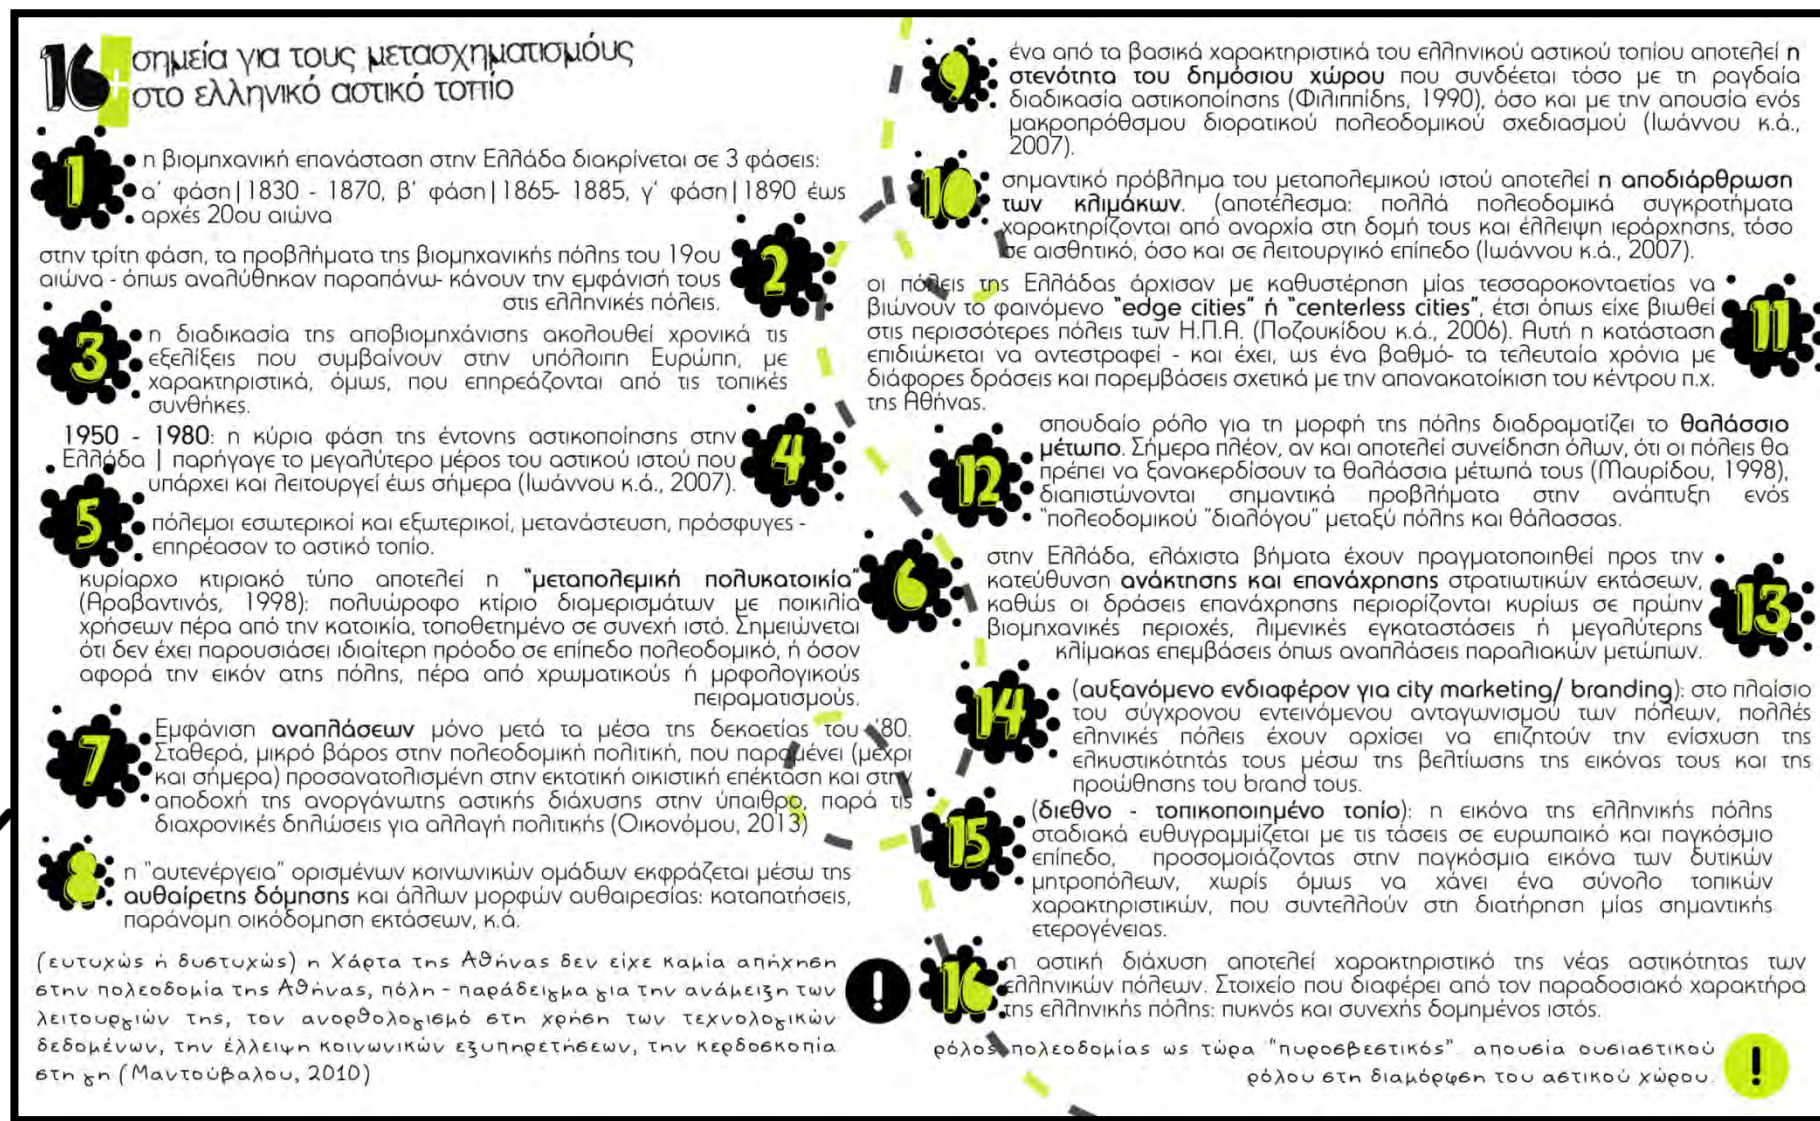 16+ σημεία για τους μετασχηματισμόυς
στο ελληνικό αστικό τοπίο
1
η βιομηχανική επανάσταση στην Ελλάδα διακρίνεται σε 3 φάσεις:
α' φάση|1830 - 1870, β' φάση|1865- 1885, γ' φάση|1890 έως
αρχές 20ου αιώνα
2
στην τρίτη φάση, τα προβλήματα της βιομηχανικής πόλης του 19ου
αιώνα - όπως αναλύθηκαν παραπάνω- κάνουν την εμφάνισή τους
στις ελληνικές πόλεις.
3
η διαδικασία της αποβιομηχάνισης ακολουθεί χρονικά τις
εξελίξεις που συμβαίνουν στην υπόλοιπη Ευρώπη, με
χαρακτηριστικά, όμως, που επηρεάζονται από τις τοπικές
συνθήκες.
4
1950 - 1980: η κύρια φάση της έντονης αστικοποίησης στην
Ελλάδα | παρήγαγε το μεγαλύτερο μέρος του αστικού ιστού που
υπάρχει και λειτουργεί έως σήμερα (Ιωάννου κ.ά., 2007).
5
πόλεμοι εσωτερικοί και εξωτερικοί, μετανάστευση, πρόσφυγες -
επηρέασαν το αστικό τοπίο.
6
κυρίαρχο κτιριακό τύπο αποτελεί η "μεταπολεμική πολυκατοικία"
(Αραβαντινός, 1998): πολυώροφο κτίριο διαμερισμάτων με ποικιλία
χρήσεων πέρα από την κατοικία, τοποθετημένο σε συνεχή ιστό. Σημειώνεται
ότι δεν έχει παρουσιάσει ιδιαίτερη πρόοδο σε επίπεδο πολεοδομικό, ή όσον
αφορά την εικόν ατης πόλης, πέρα από χρωματικούς ή μρφολογικούς
πειραματισμούς.
7
Εμφάνιση αναπλάσεων μόνο μετά τα μέσα της δεκαετίας του '80.
Σταθερά, μικρό βάρος στην πολεοδομική πολιτική, που παραμένει (μέχρι
και σήμερα) προσανατολισμένη στην εκτατική οικιστική επέκταση και στην
αποδοχή της ανοργάνωτης αστικής διάχυσης στην ύπαιθρο, παρά τις
διαχρονικές δηλώσεις για αλλαγή πολιτικής (Οικονόμου, 2013)
8
η "αυτενέργεια" ορισμένων κοινωνικών ομάδων εκφράζεται μέσω της
αυθαίρετης δόμησης και άλλων μορφών αυθαιρεσίας: καταπατήσεις,
παράνομη οικόδομηση εκτάσεων, κ.ά.
(ευτυχώς ή δυστυχώς) η Χάρτα της Αθήνας δεν είχε καμία απήχηση
στην πολεοδομία της Αθήνας, πόλη - παράδειγμα για την ανάμειξη των
λειτουργιών της, τον ανορθολογισμό στη χρήση των τεχνολογικών
δεδομένων, την έλλειψη κοινωνικών εξυπηρετήσεων, την κερδοσκοπία
στη γη (Μαντούβαλου, 2010)
!
9
ένα από τα βασικά χαρακτηριστικά του ελληνικού αστικού τοπίου αποτελεί η
στενότητα του δημόσιου χώρου που συνδέεται τόσο με τη ραγδαία
διαδικασία αστικοποίησης (Φιλιππίδης, 1990), όσο και με την απουσία ενός
μακροπρόθσμου διορατικού πολεοδομικού σχεδιασμού (Ιωάννου κ.ά.,
2007).
10
σημαντικό πρόβλημα του μεταπολεμικού ιστού αποτελεί η αποδιάρθρωση
των κλιμάκων. (αποτέλεσμα: πολλά πολεοδομικά συγκροτήματα
χαρακτηρίζονται από αναρχία στη δομή τους και έλλειψη ιεράρχησης, τόσο
σε αισθητικό, όσο και σε λειτουργικό επίπεδο (Ιωάννου κ.ά., 2007).
11
οι πόλεις της Ελλάδας άρχισαν με καθυστέρηση μίας τεσσαροκονταετίας να
βιώνουν το φαινόμενο "edge cities" ή "centerless cities", έτσι όπως είχε βιωθεί
στις περισσότερες πόλεις των Η.Π.Α. (Ποζουκίδου κ.ά., 2006). Αυτή η κατάσταση
επιδιώκεται να αντεστραφεί - και έχει, ως ένα βαθμό- τα τελευταία χρόνια με
διάφορες δράσεις και παρεμβάσεις σχετικά με την απανακατοίκιση του κέντρου π.χ.
της Αθήνας.
12
σπουδαίο ρόλο για τη μορφή της πόλης διαδραματίζει το θαλάσσιο
μέτωπο. Σήμερα πλέον, αν και αποτελεί συνείδηση όλων, ότι οι πόλεις θα
πρέπει να ξανακερδίσουν τα θαλάσσια μέτωπά τους (Μαυρίδου, 1998),
διαπιστώνονται σημαντικά προβλήματα στην ανάπτυξη ενός
"πολεοδομικού "διαλόγου" μεταξύ πόλης και θάλασσας.
13
στην Ελλάδα, ελάχιστα βήματα έχουν πραγματοποιηθεί προς την
κατεύθυνση ανάκτησης και επανάχρησης στρατιωτικών εκτάσεων,
καθώς οι δράσεις επανάχρησης περιορίζονται κυρίως σε πρώην
βιομηχανικές περιοχές, λιμενικές εγκαταστάσεις ή μεγαλύτερης
κλίμακας επεμβάσεις όπως αναπλάσεις παραλιακών μετώπων.
14
(αυξανόμενο ενδιαφέρον για city marketing/ branding): στο πλαίσιο
του σύγχρονου εντεινόμενου ανταγωνισμού των πόλεων, πολλές
εληνικές πόλεις έχουν αρχίσει να επιζητούν την ενίσχυση της
ελκυστικότητάς τους μέσω της βελτίωσης της εικόνας τους και της
προώθησης του brand τους.
15
(διεθνο - τοπικοποιημένο τοπίο): η εικόνα της ελληνικής πόλης
σταδιακά ευθυγραμμίζεται με τις τάσεις σε ευρωπαικό και παγκόσμιο
επίπεδο, προσομοιάζοντας στην παγκόσμια εικόνα των δυτικών
μητροπόλεων, χωρίς όμως να χάνει ένα σύνολο τοπικών
χαρακτηριστικών, που συντελλούν στη διατήρηση μίας σημαντικής
ετερογένειας.
16
η αστική διάχυση αποτελεί χαρακτηριστικό της νέας αστικότητας των
ελληνικών πόλεων. Στοιχείο που διαφέρει από τον παραδοσιακό χαρακτήρα
της ελληνικής πόλης: πυκνός και συνεχής δομημένος ιστός.
ρόλος πολεοδομίας ως τώρα "πυροσβεστικός". απουσία ουσιαστικού
ρόλου στη διαμόρφωση του αστικού χώρου.
!